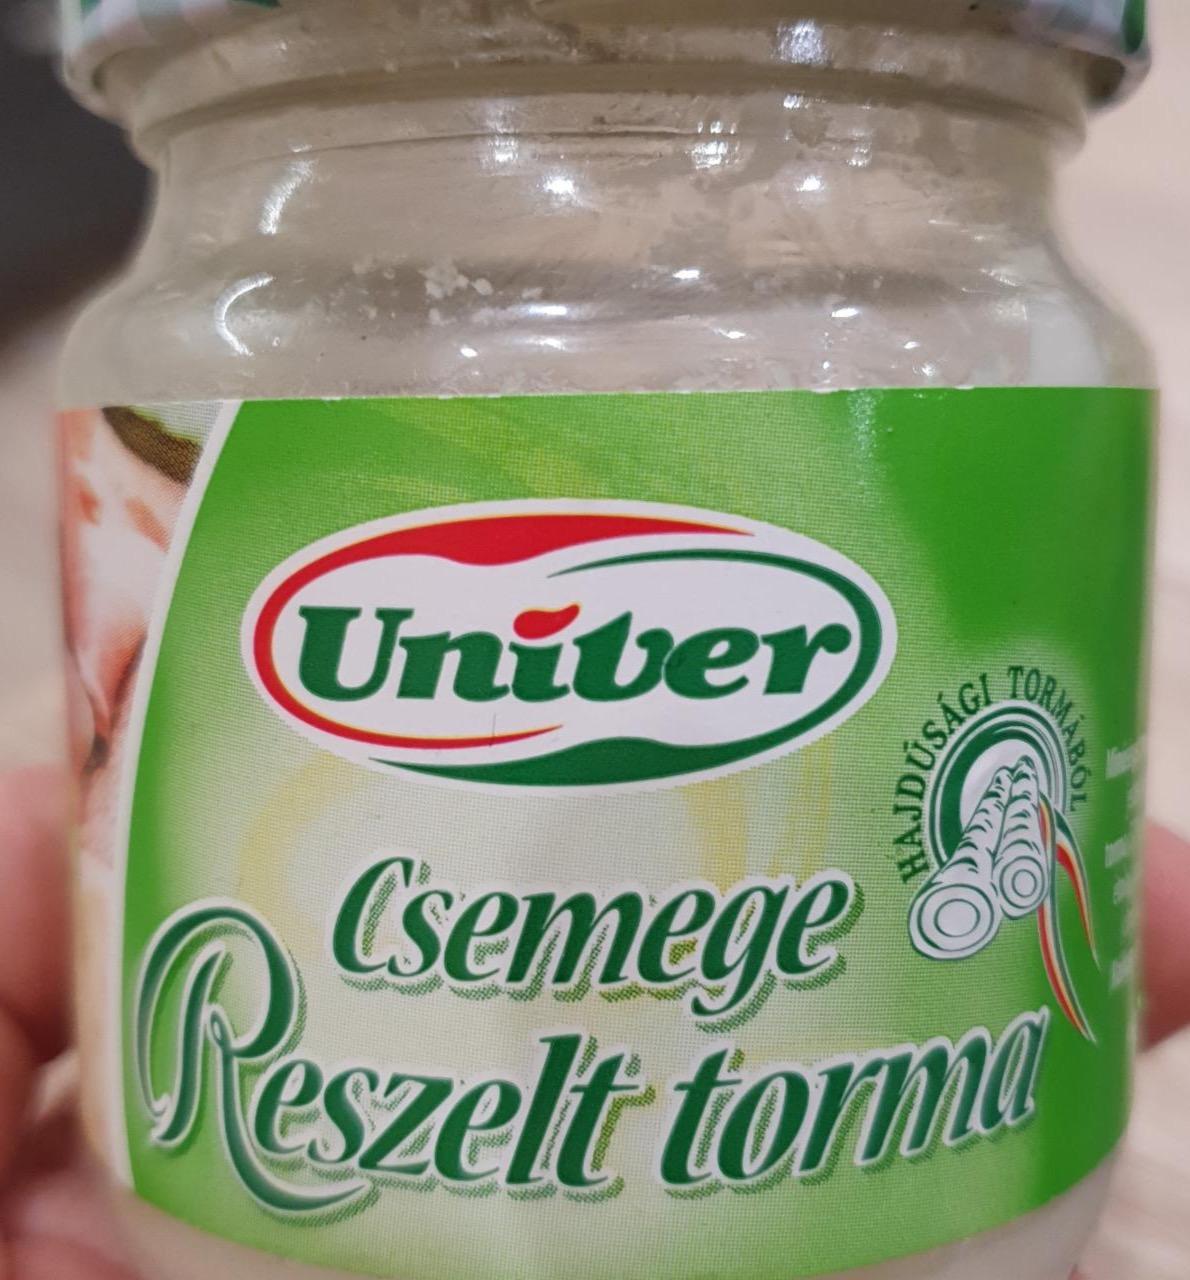 Univer
HAJDÚSÁGI TORMÁBÓL
Csemege
Reszelt torma